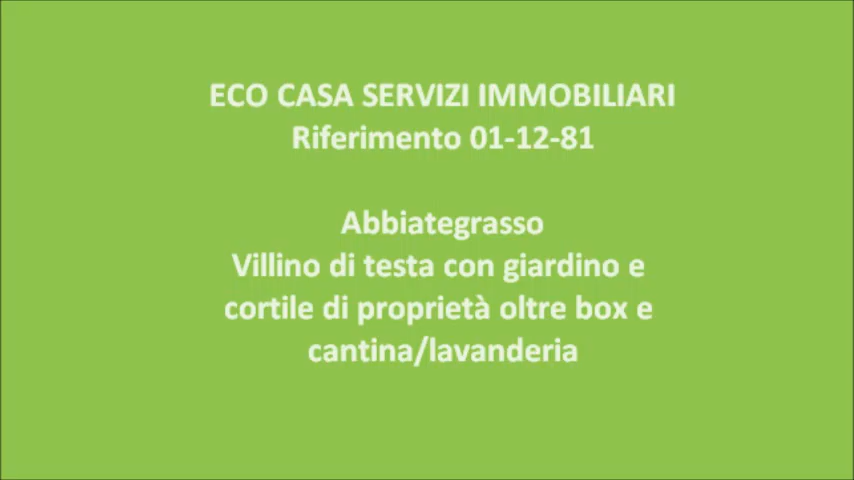 ECO CASA SERVIZI IMMOBILIARI
Riferimento 01-12-81
Abbiategrasso
Villino di testa con giardino e
cortile di proprietà oltre box e
cantina/lavanderia